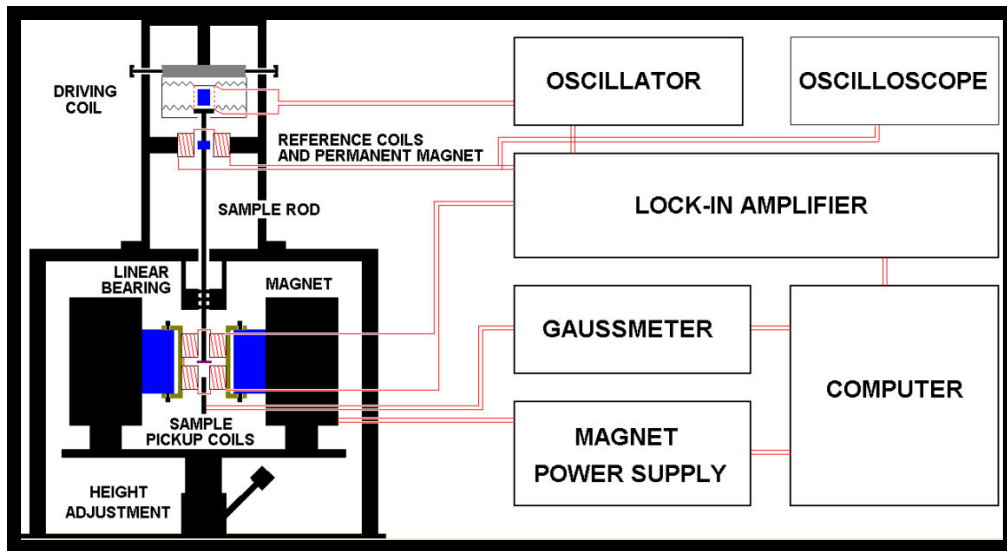 DRIVING
COIL
REFERENCE COILS
AND PERMANENT MAGNET
SAMPLE ROD
LINEAR
BEARING
MAGNET
SAMPLE
PICKUP COILS
HEIGHT
ADJUSTMENT
OSCILLATOR
OSCILLOSCOPE
LOCK-IN AMPLIFIER
GAUSSMETER
MAGNET
POWER SUPPLY
COMPUTER